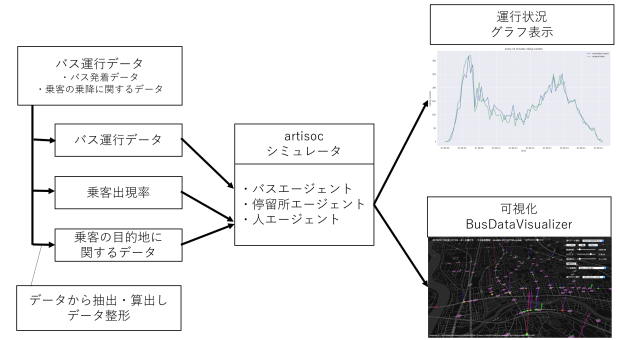 バス運行データ
・バス発着データ
・乗客の乗降に関するデータ
バス運行データ
乗客出現率
乗客の目的地に
関するデータ
データから抽出・算出し
データ整形
artisoc
シミュレータ
・バスエージェント
・停留所エージェント
・人エージェント
運行状況
グラフ表示
可視化
BusDataVisualizer